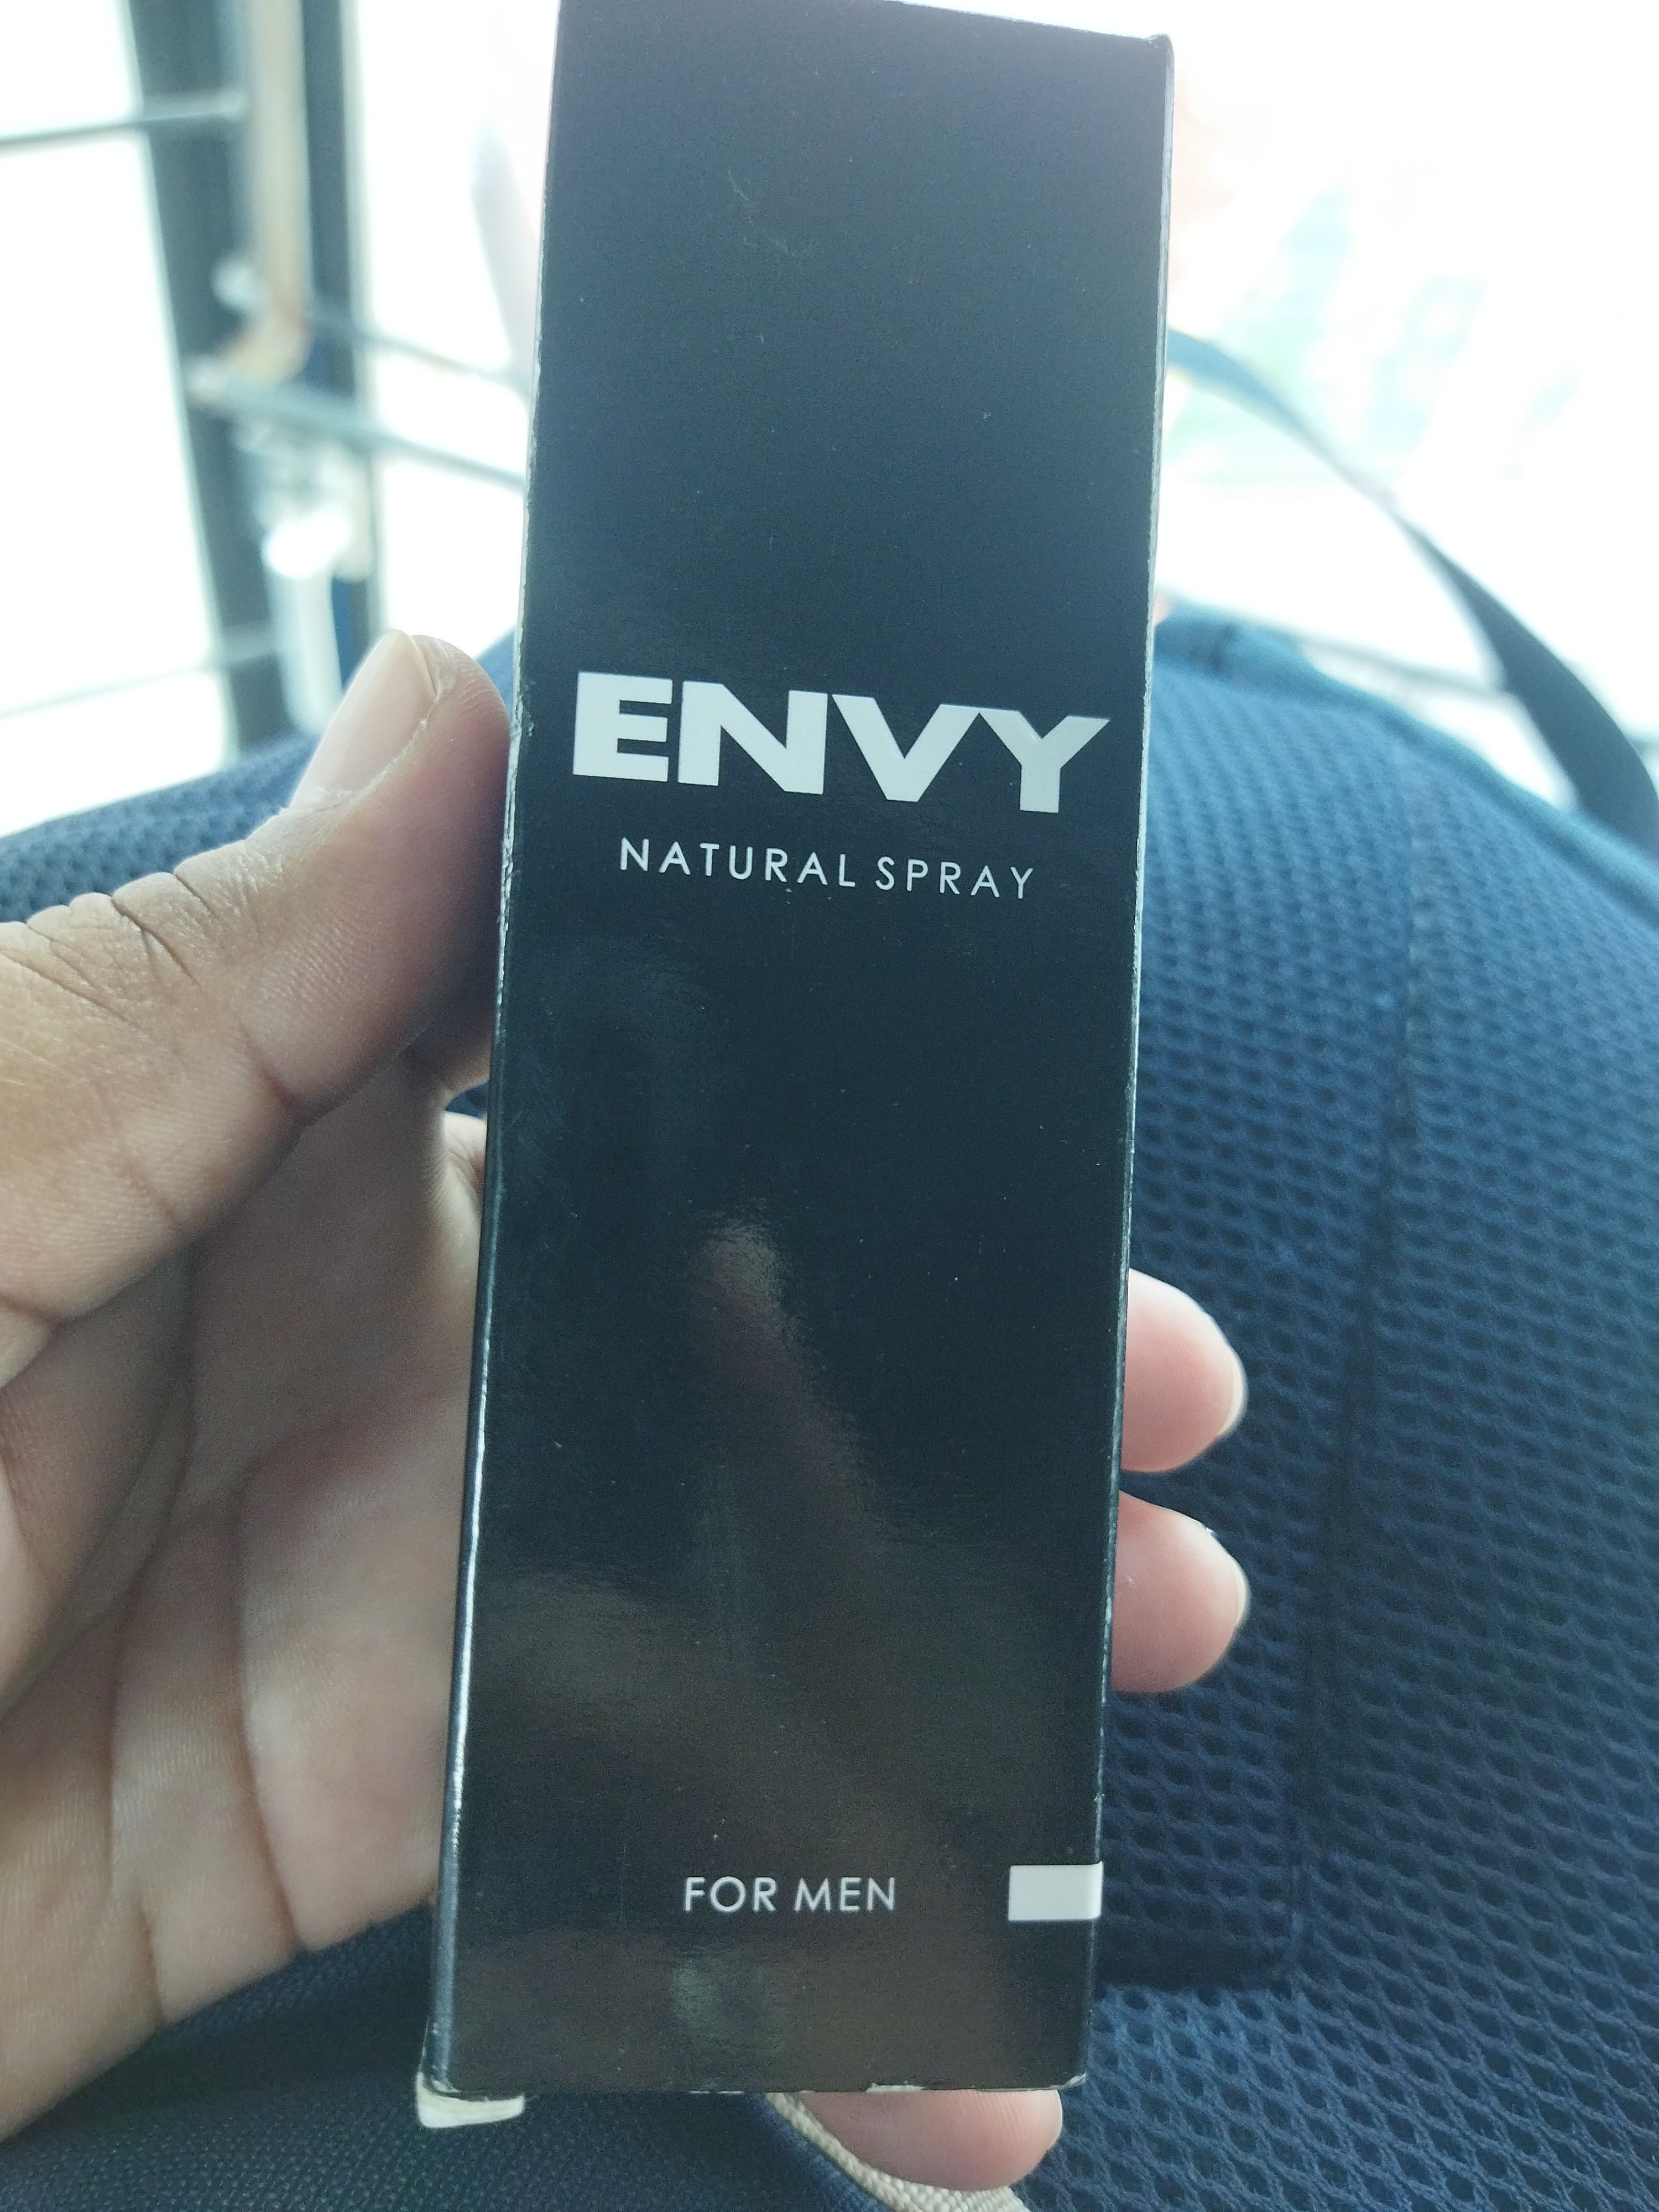 ENVY
NATURAL SPRAY
FOR MEN